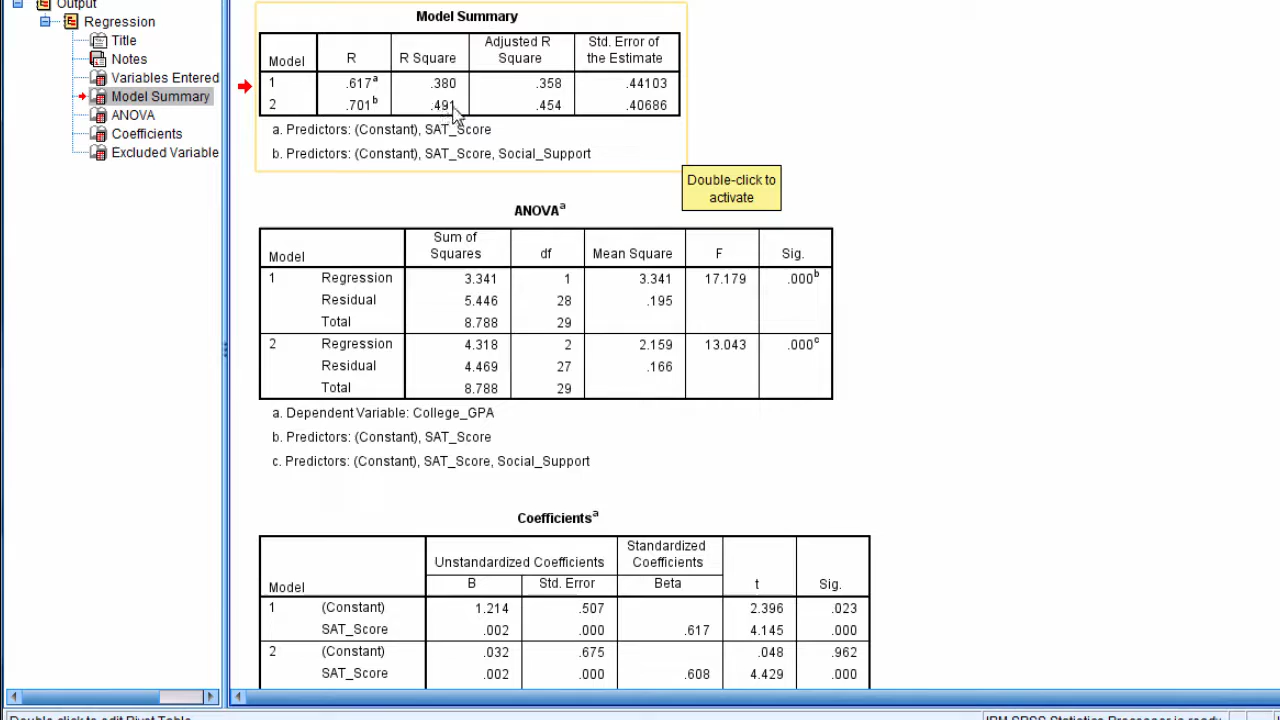 Output
Regression
Title
Notes
Variables Entered
Model Summary
ANOVA
Coefficients
Excluded Variable
Model Summary
Model R R Square Adjusted R Square Std. Error of the Estimate
1 .617a .380 .358 .44103
2 .701b .491 .454 .40686
a. Predictors: (Constant), SAT_Score
b. Predictors: (Constant), SAT_Score, Social_Support
Double-click to
activate
ANOVAa
Model Sum of Squares df Mean Square F Sig.
1 Regression 3.341 1 3.341 17.179 .000b
Residual 5.446 28 .195
Total 8.788 29
2 Regression 4.318 2 2.159 13.043 .000c
Residual 4.469 27 .166
Total 8.788 29
a. Dependent Variable: College_GPA
b. Predictors: (Constant), SAT_Score
c. Predictors: (Constant), SAT_Score, Social_Support
Coefficientsa
Unstandardized Coefficients Standardized Coefficients
Model B Std. Error Beta t Sig.
1 (Constant) 1.214 .507 2.396 .023
SAT_Score .002 .000 .617 4.145 .000
2 (Constant) .032 .675 .048 .962
SAT_Score .002 .000 .608 4.429 .000
Double-click to edit Pivot Table
IBM SPSS Statistics Processor is ready